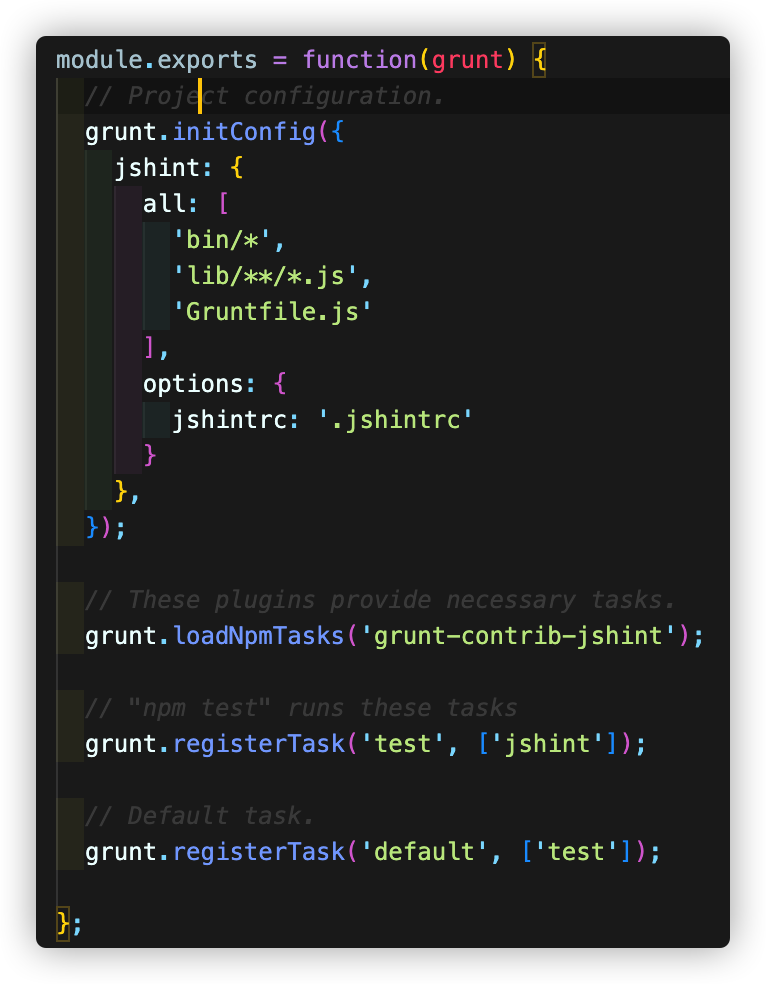 module.exports = function(grunt) {
  // Project configuration.
  grunt.initConfig({
    jshint: {
      all: [
        'bin/*',
        'lib/**/*.js',
        'Gruntfile.js'
      ],
      options: {
        jshintrc: '.jshintrc'
      }
    },
  });

  // These plugins provide necessary tasks.
  grunt.loadNpmTasks('grunt-contrib-jshint');

  // "npm test" runs these tasks
  grunt.registerTask('test', ['jshint']);

  // Default task.
  grunt.registerTask('default', ['test']);

};